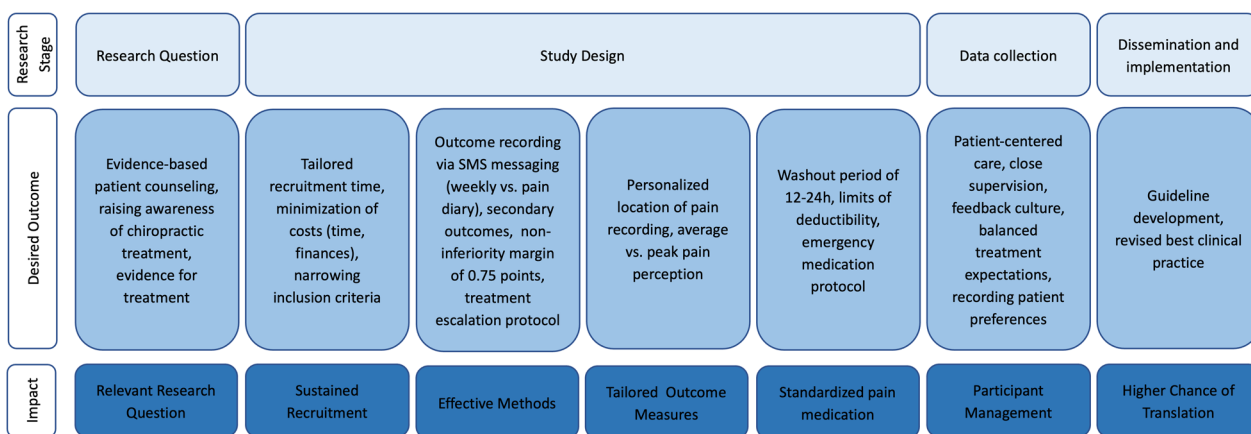 Research
Stage
Research Question
Study Design
Data collection
Dissemination and
implementation
Desired Outcome
Evidence-based
patient counseling,
raising awareness
of chiropractic
treatment,
evidence for
treatment
Tailored
recruitment time,
minimization of
costs (time,
finances),
narrowing
inclusion criteria
Outcome recording
via SMS messaging
(weekly vs. pain
diary), secondary
outcomes, non-
inferiority margin
of 0.75 points,
treatment
escalation protocol
Personalized
location of pain
recording, average
vs. peak pain
perception
Washout period of
12-24h, limits of
deductibility,
emergency
medication
protocol
Patient-centered
care, close
supervision,
feedback culture,
balanced
treatment
expectations,
recording patient
preferences
Guideline
development,
revised best clinical
practice
Impact
Relevant Research
Question
Sustained
Recruitment
Effective Methods
Tailored Outcome
Measures
Standardized pain
medication
Participant
Management
Higher Chance of
Translation